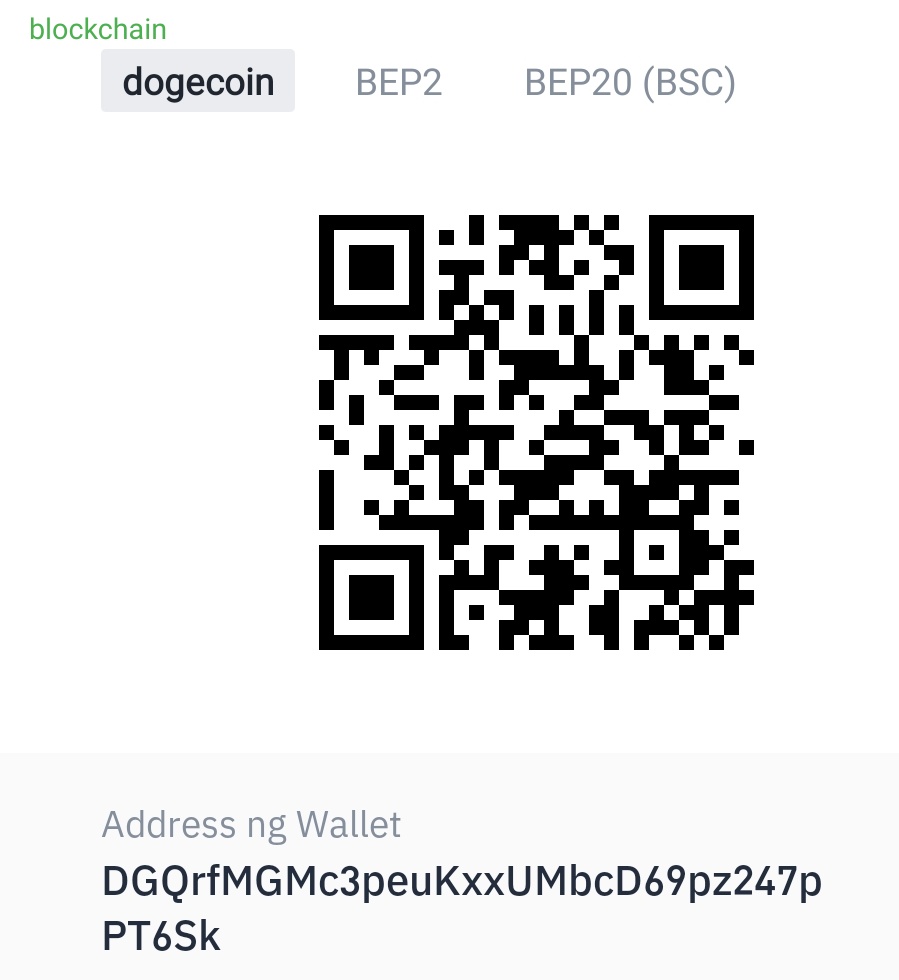 blockchain
dogecoin BEP2 BEP20 (BSC)
Address ng Wallet
DGQrfMGMc3peuKxxUMbcD69pz247p
PT6Sk